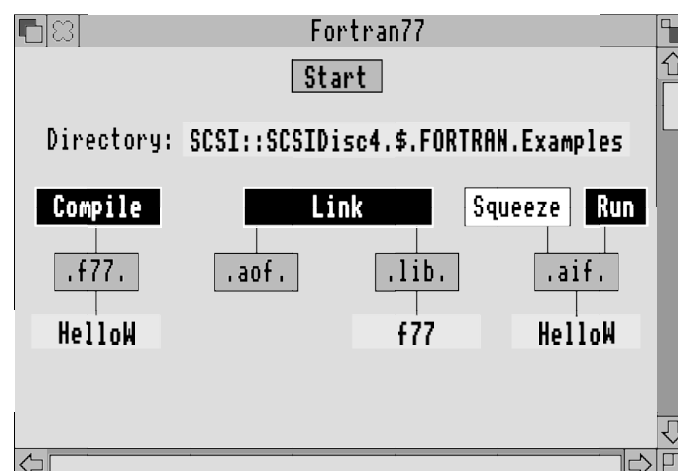 Fortran77
Start
Directory: SCSI::SCSIDisc4.$.FORTRAN.Examples
Compile Link Squeeze Run
.f77. .aof. .lib. .aif.
HelloW f77 HelloW